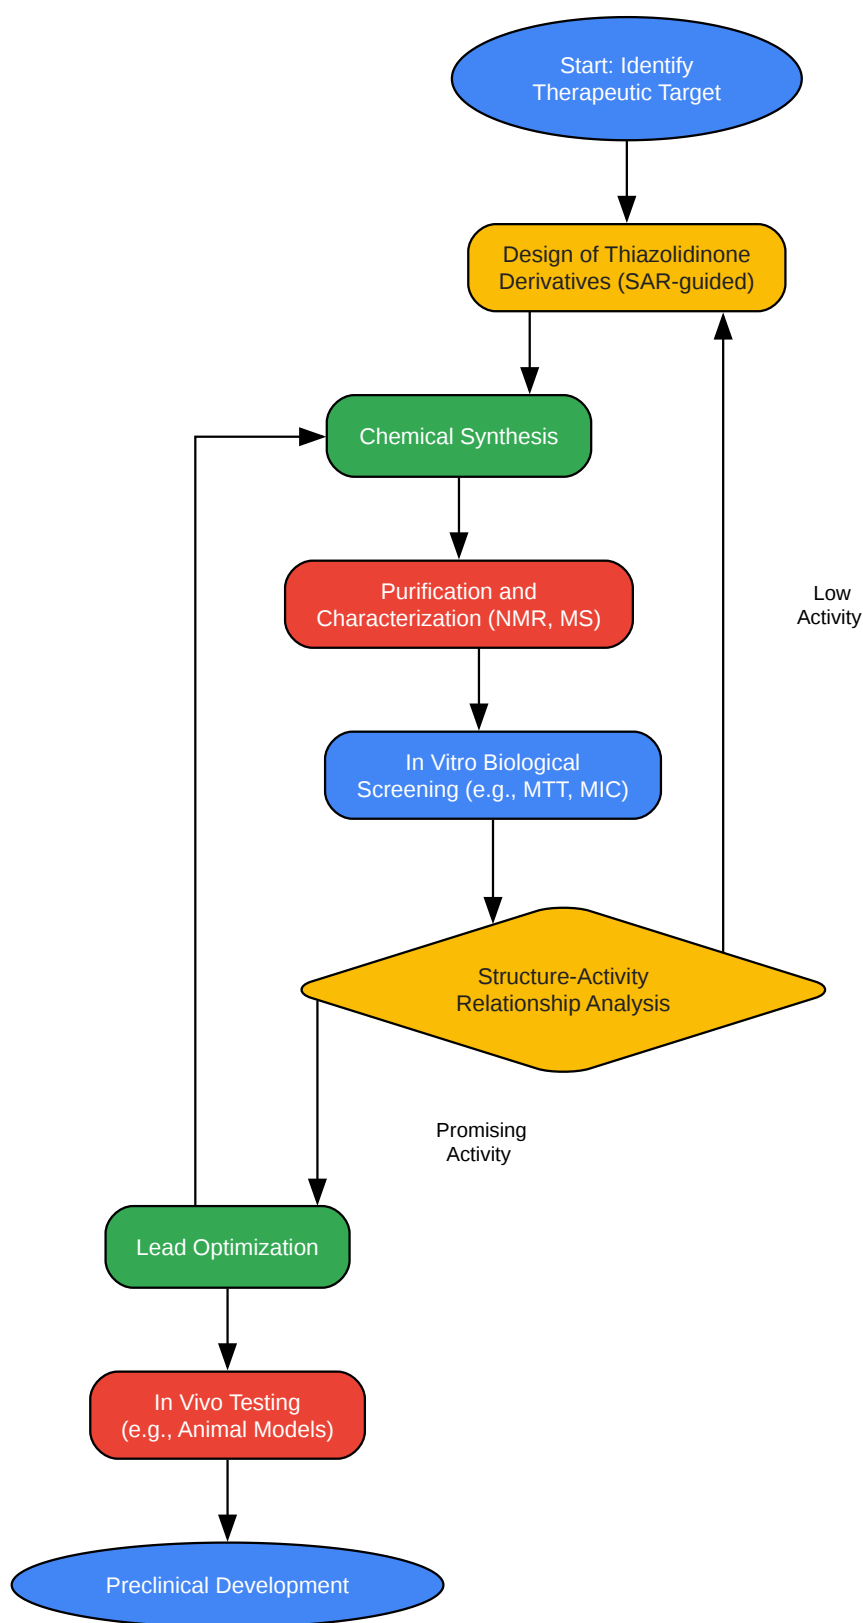 Start: Identify
Therapeutic Target
Design of Thiazolidinone
Derivatives (SAR-guided)
Chemical Synthesis
Purification and
Characterization (NMR, MS)
Low
Activity
In Vitro Biological
Screening (e.g., MTT, MIC)
Structure-Activity
Relationship Analysis
Promising
Activity
Lead Optimization
In Vivo Testing
(e.g., Animal Models)
Preclinical Development